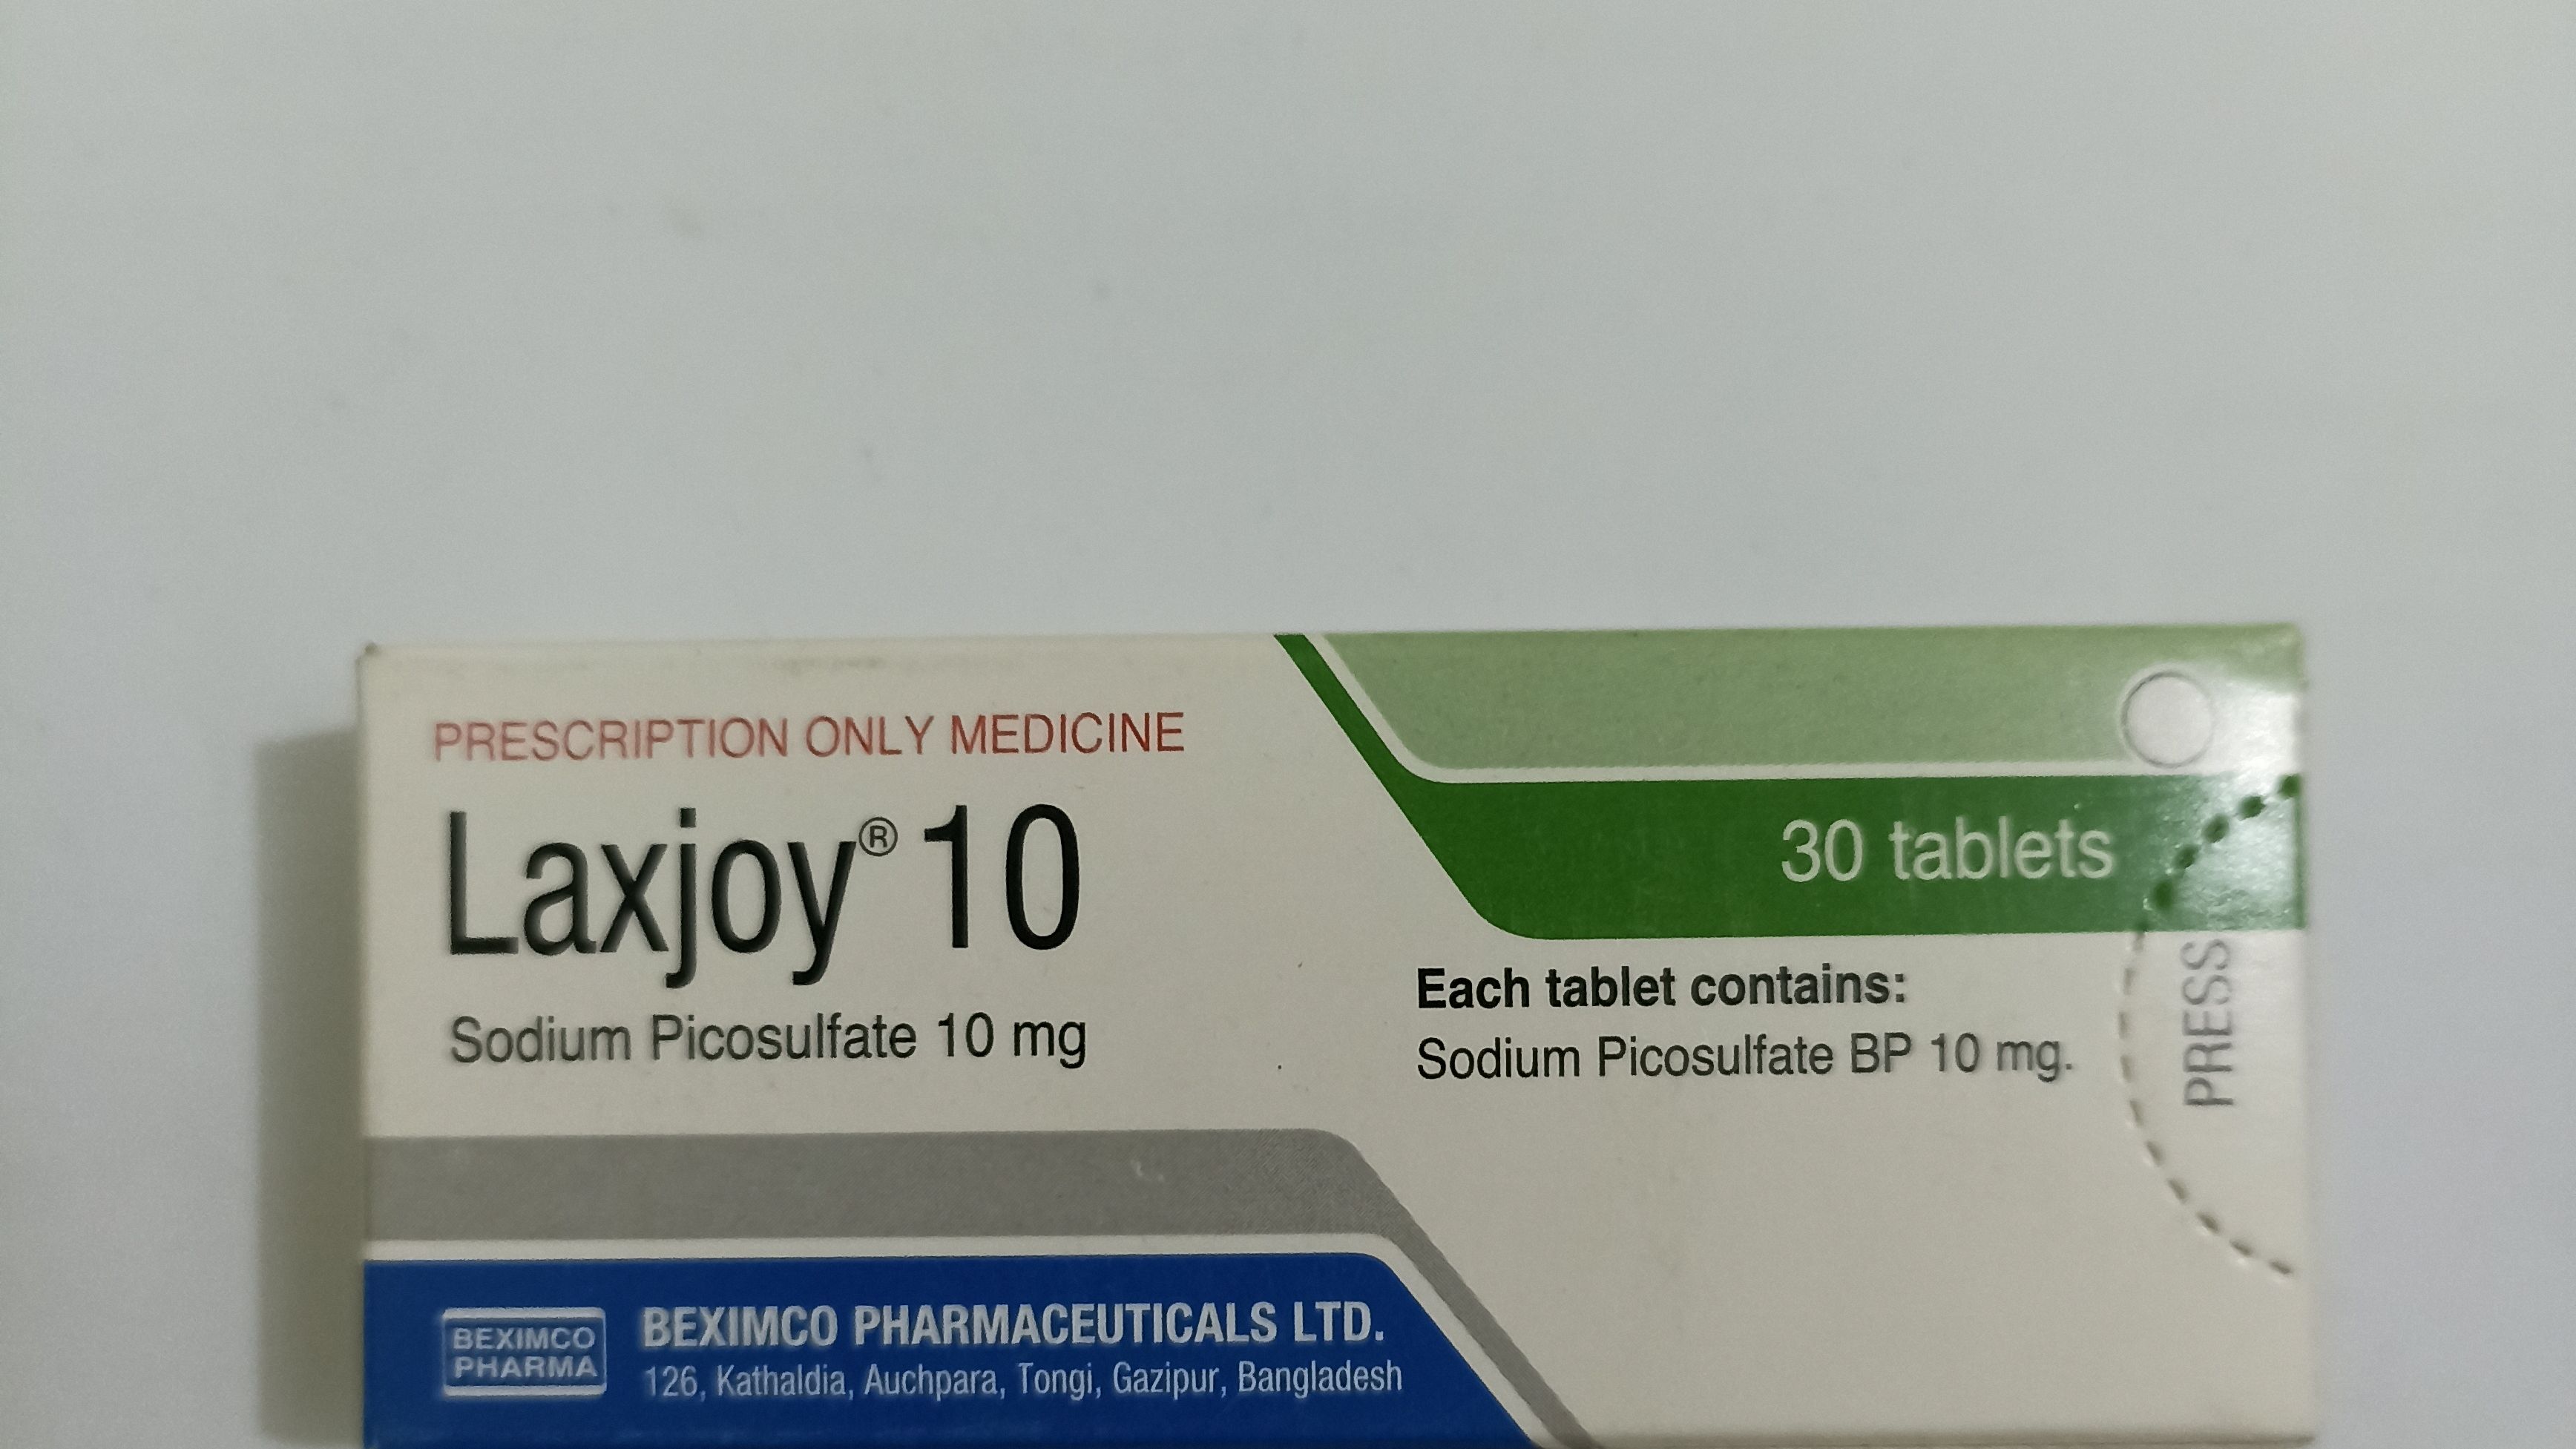 PRESCRIPTION ONLY MEDICINE
Laxjoy® 10
Sodium Picosulfate 10 mg
30 tablets
Each tablet contains:
Sodium Picosulfate BP 10 mg.
PRESS
BEXIMCO
PHARMA
BEXIMCO PHARMACEUTICALS LTD.
126, Kathaldia, Auchpara, Tongi, Gazipur, Bangladesh